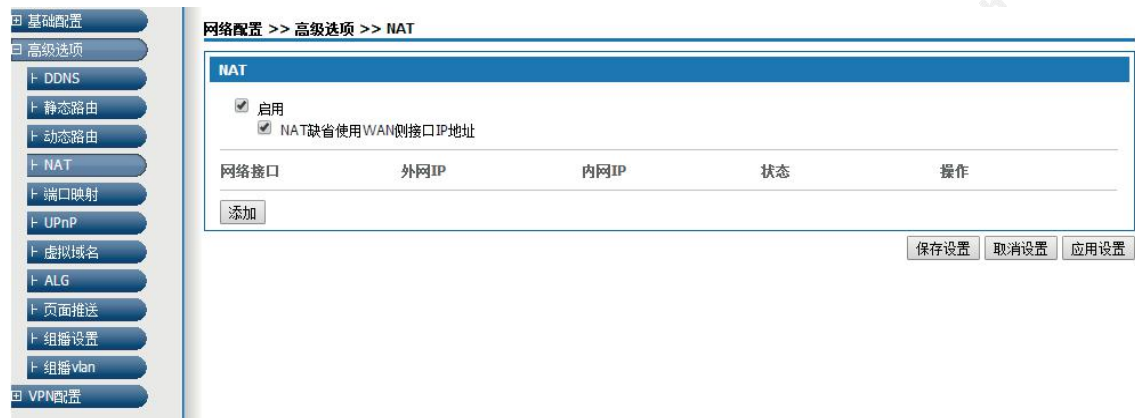 基础配置
高级选项
DDNS
静态路由
动态路由
NAT
端口映射
UPnP
虚拟域名
ALG
页面推送
组播设置
组播vlan
VPN配置
网络配置 >> 高级选项 >> NAT
NAT
启用
NAT缺省使用WAN侧接口IP地址
网络接口 外网IP 内网IP 状态 操作
添加
保存设置 取消设置 应用设置